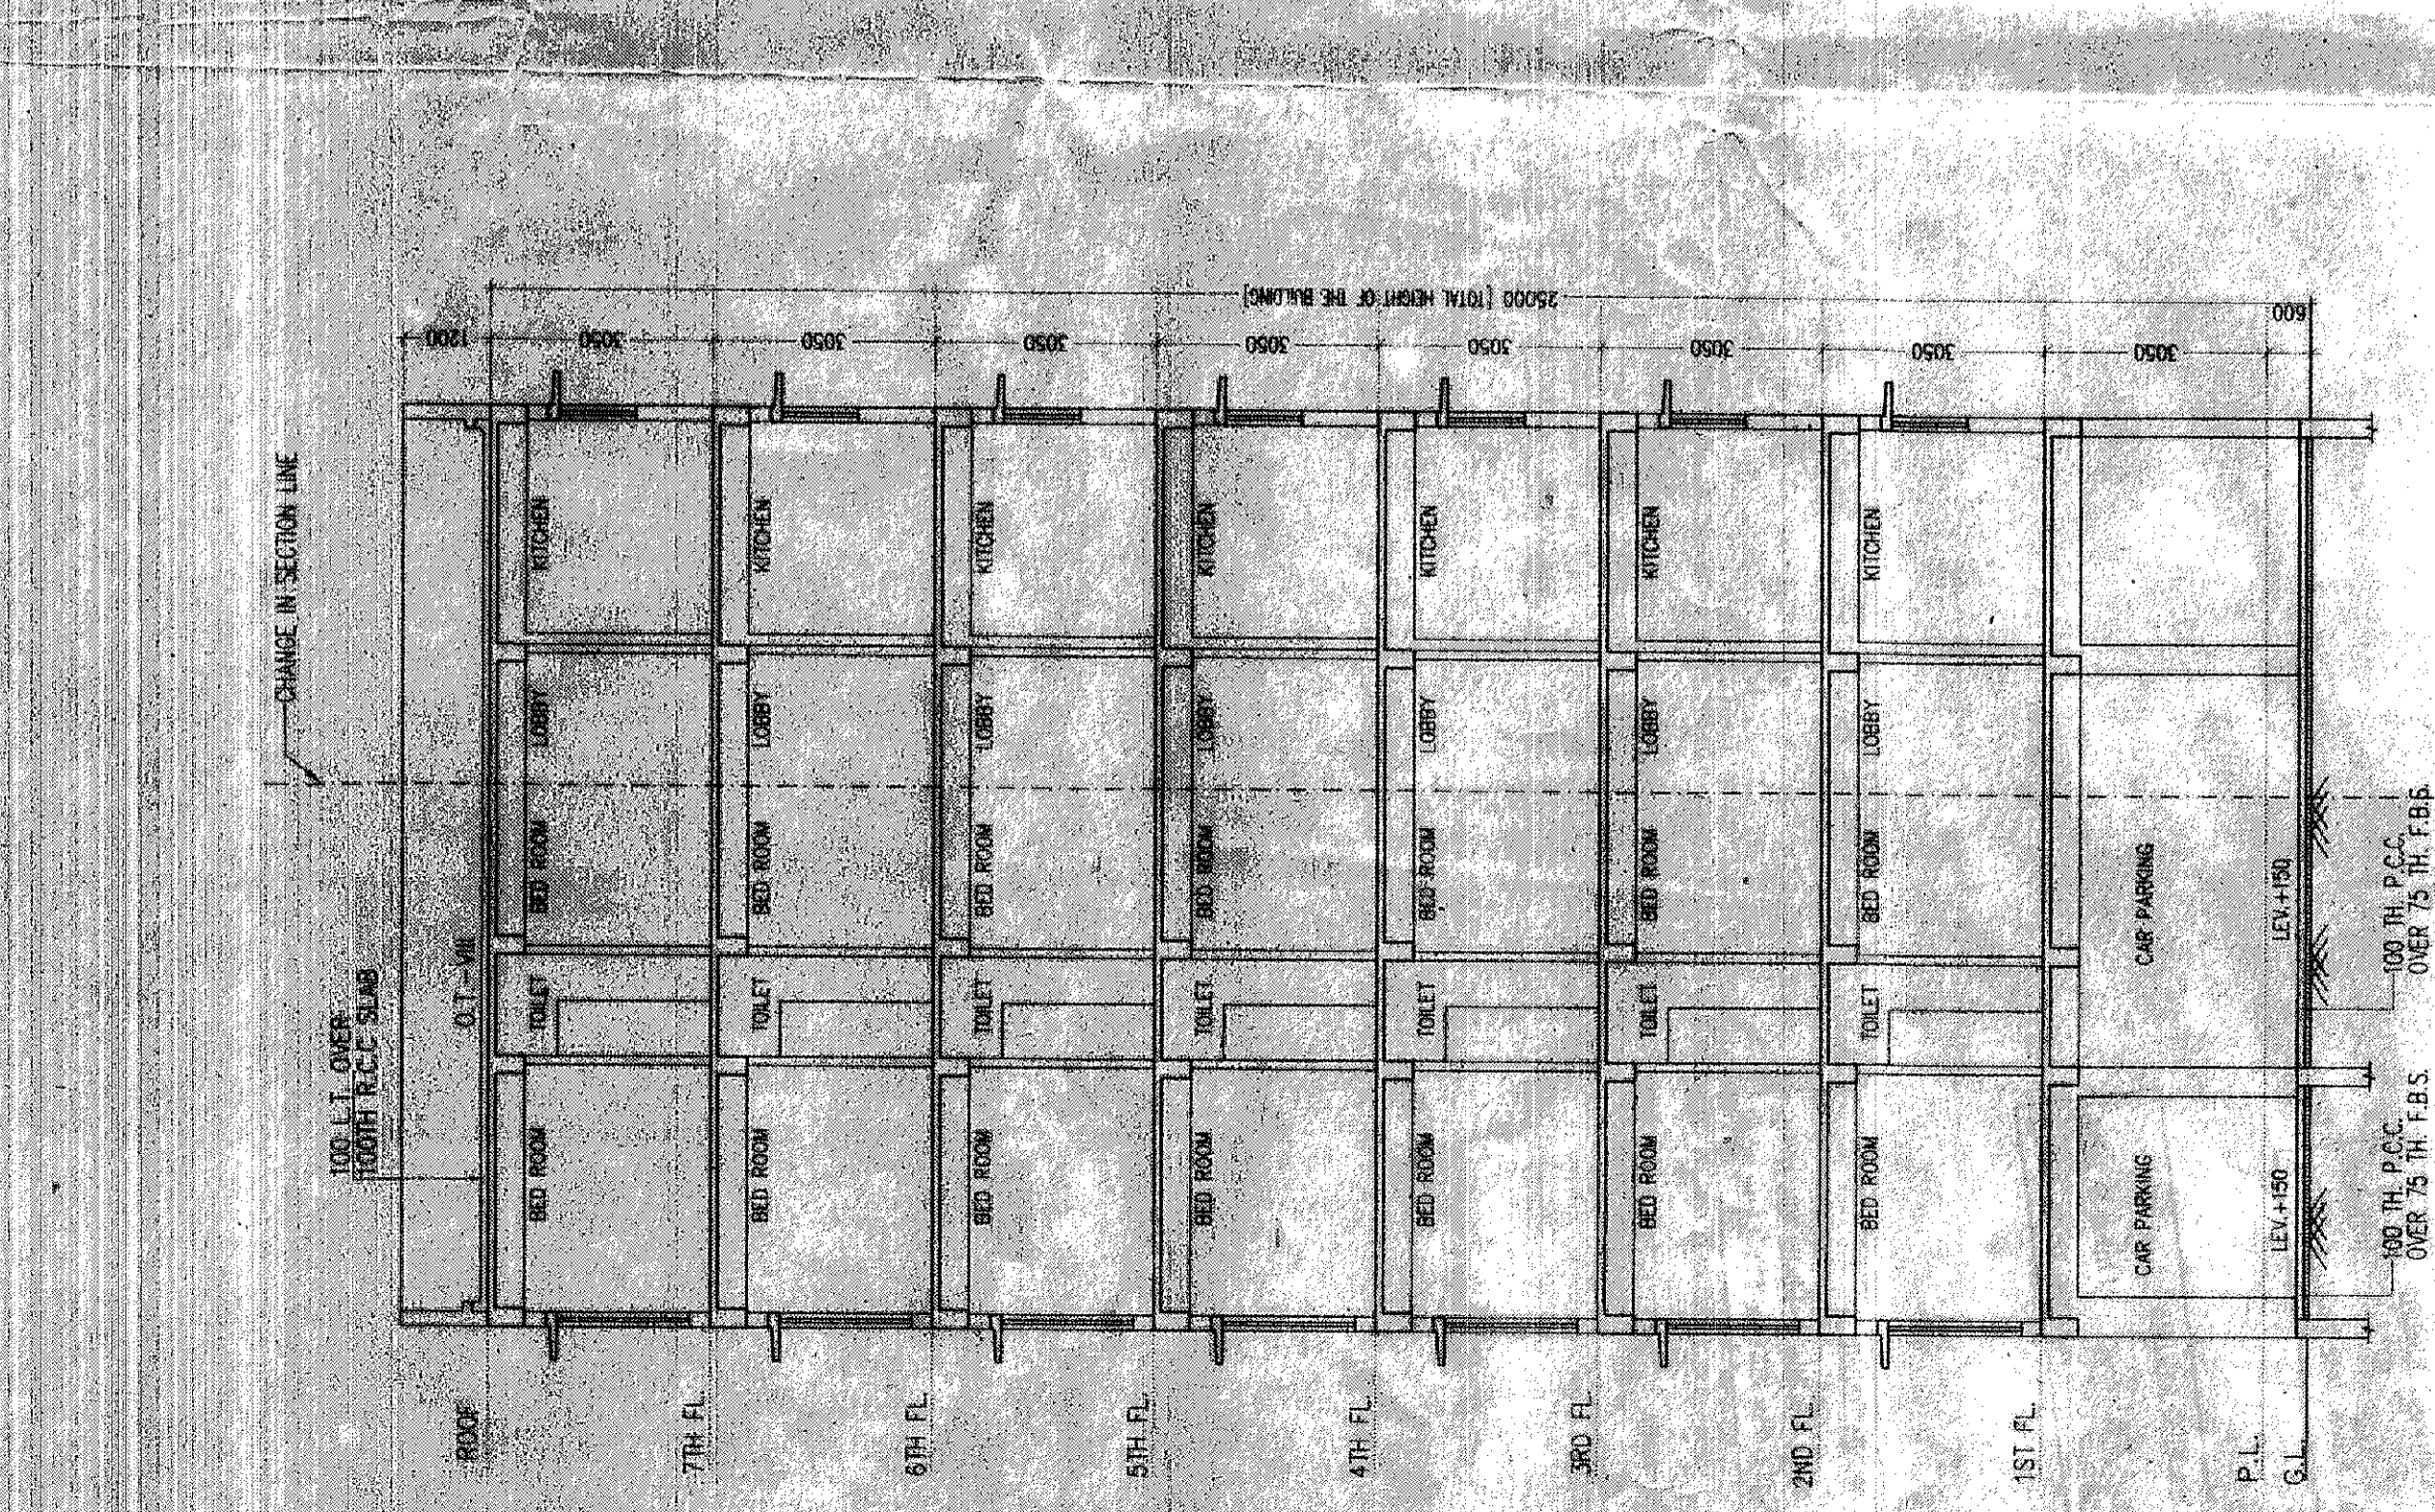 CHANGE IN SECTION LINE
100 L.T. OVER
100TH R.C.C. SLAB
ROOF
1200
BED ROOM
TOILET
BED ROOM
LOBBY
KITCHEN
3050
7TH FL.
BED ROOM
TOILET
BED ROOM
LOBBY
KITCHEN
3050
6TH FL.
BED ROOM
TOILET
BED ROOM
LOBBY
KITCHEN
3050
5TH FL.
BED ROOM
TOILET
BED ROOM
LOBBY
KITCHEN
3050
4TH FL.
BED ROOM
TOILET
BED ROOM
LOBBY
KITCHEN
3050
3RD FL.
BED ROOM
TOILET
BED ROOM
LOBBY
KITCHEN
3050
2ND FL.
BED ROOM
TOILET
BED ROOM
LOBBY
KITCHEN
3050
1ST FL.
CAR PARKING
CAR PARKING
3050
P.L.
LEV.+150
LEV.+150
600
G.L.
25000 [TOTAL HEIGHT OF THE BUILDING]
100 TH. P.C.C.
OVER 75 TH. F.B.S.
100 TH. P.C.C.
OVER 75 TH. F.B.S.